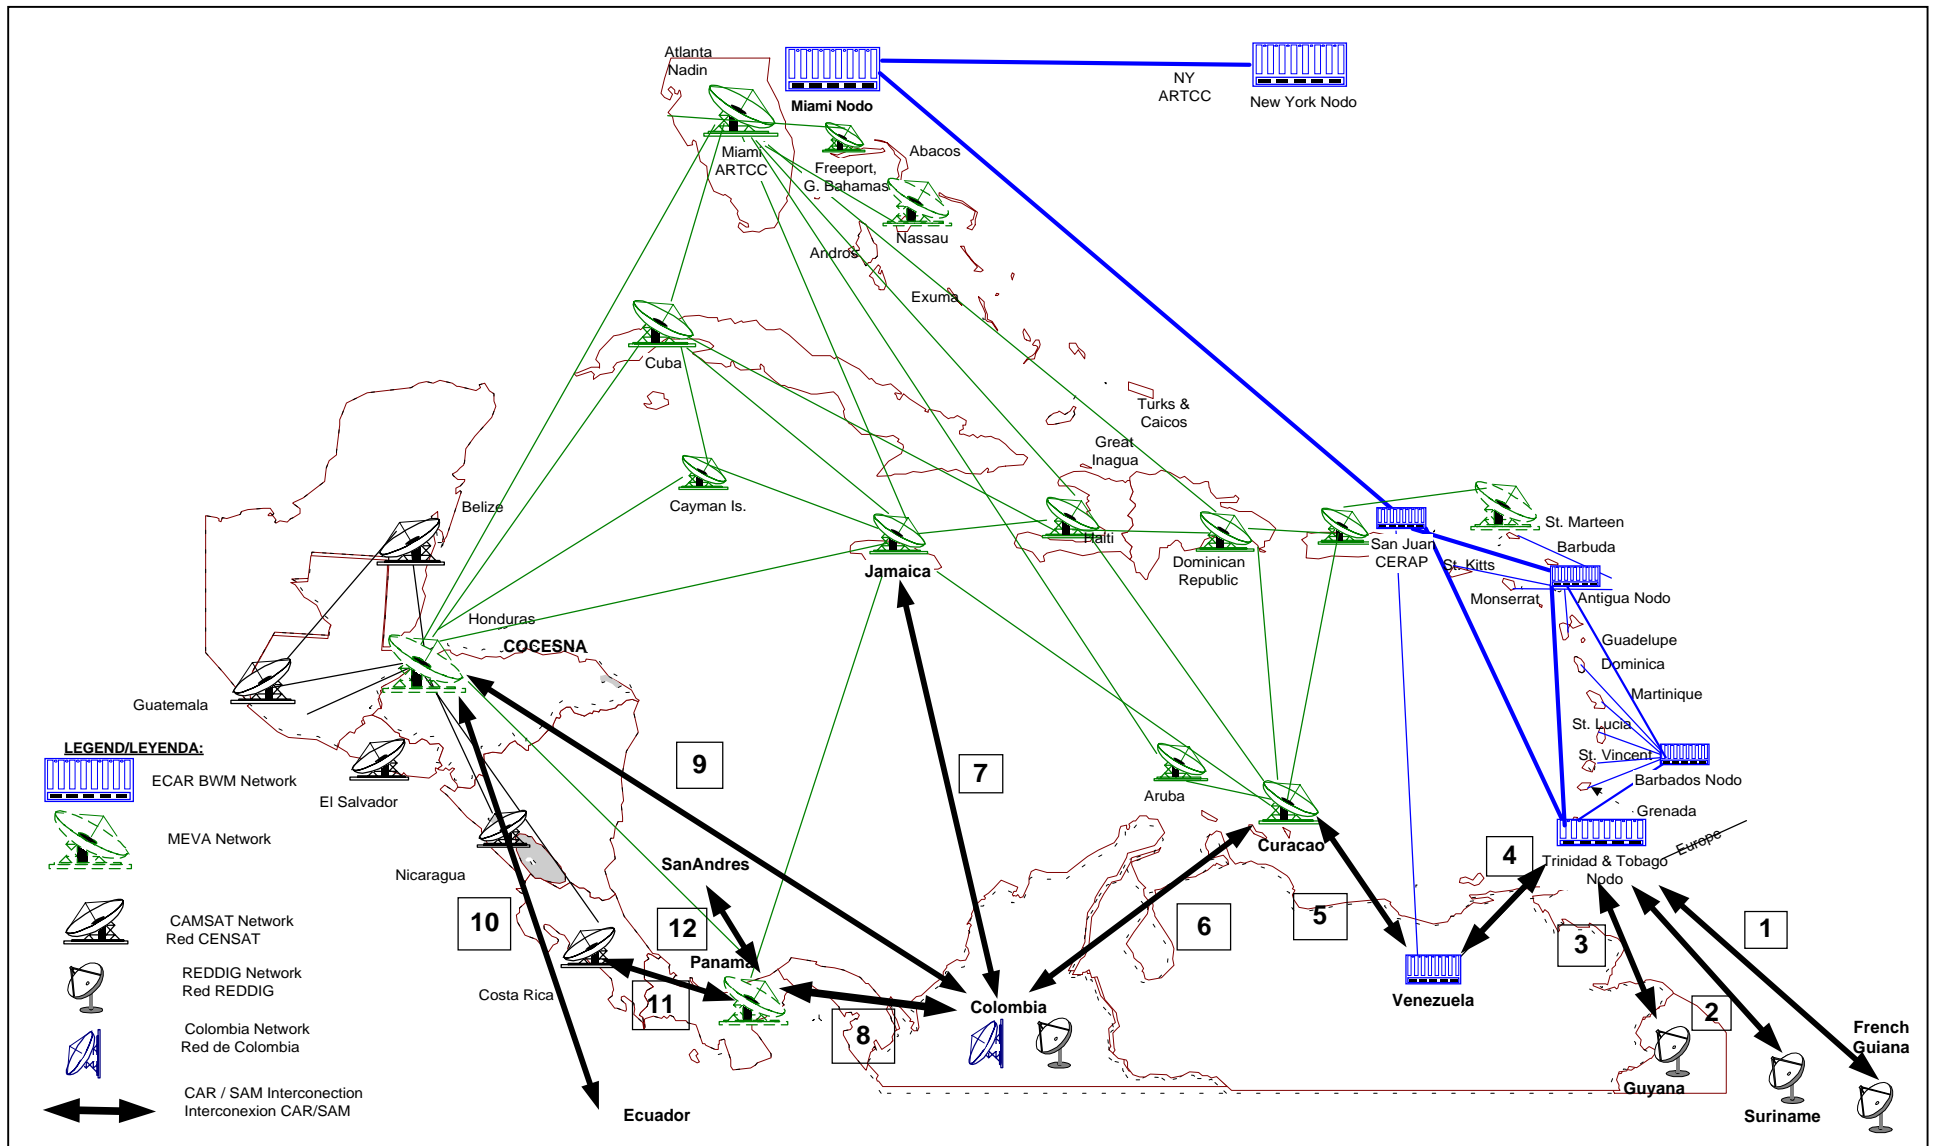 Atlanta
Nadin
Miami Nodo
NY
ARTCC
New York Nodo
Miami
ARTCC
Freeport,
G. Bahamas
Abacos
Nassau
Andros
Exuma
Cuba
Turks &
Caicos
Great
Inagua
Cayman Is.
Belize
Jamaica
Haiti
Dominican
Republic
San Juan
CERAP
St. Marteen
Barbuda
St. Kitts
Monserrat
Antigua Nodo
Honduras
COCESNA
Guadelupe
Dominica
Martinique
St. Lucia
St. Vincent
Barbados Nodo
Grenada
Europe
Trinidad & Tobago
Nodo
Guatemala
El Salvador
Nicaragua
Costa Rica
SanAndres
Panama
Aruba
Curacao
9
7
4
6
5
10
12
3
1
11
8
2
Colombia
Venezuela
Guyana
Suriname
French
Guiana
Ecuador
LEGEND/LEYENDA:
ECAR BWM Network
MEVA Network
CAMSAT Network
Red CENSAT
REDDIG Network
Red REDDIG
Colombia Network
Red de Colombia
CAR / SAM Interconection
Interconexion CAR/SAM